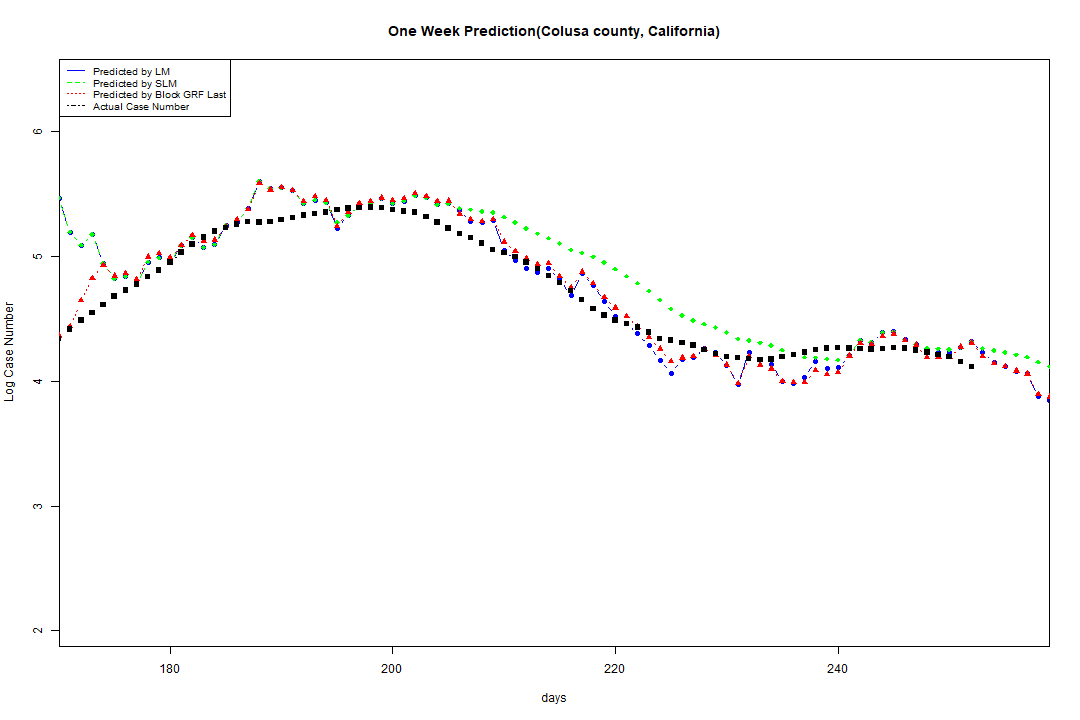 One Week Prediction(Colusa county, California)
Predicted by LM
Predicted by SLM
Predicted by Block GRF Last
Actual Case Number
6
5
4
3
2
Log Case Number
180
200
220
240
days